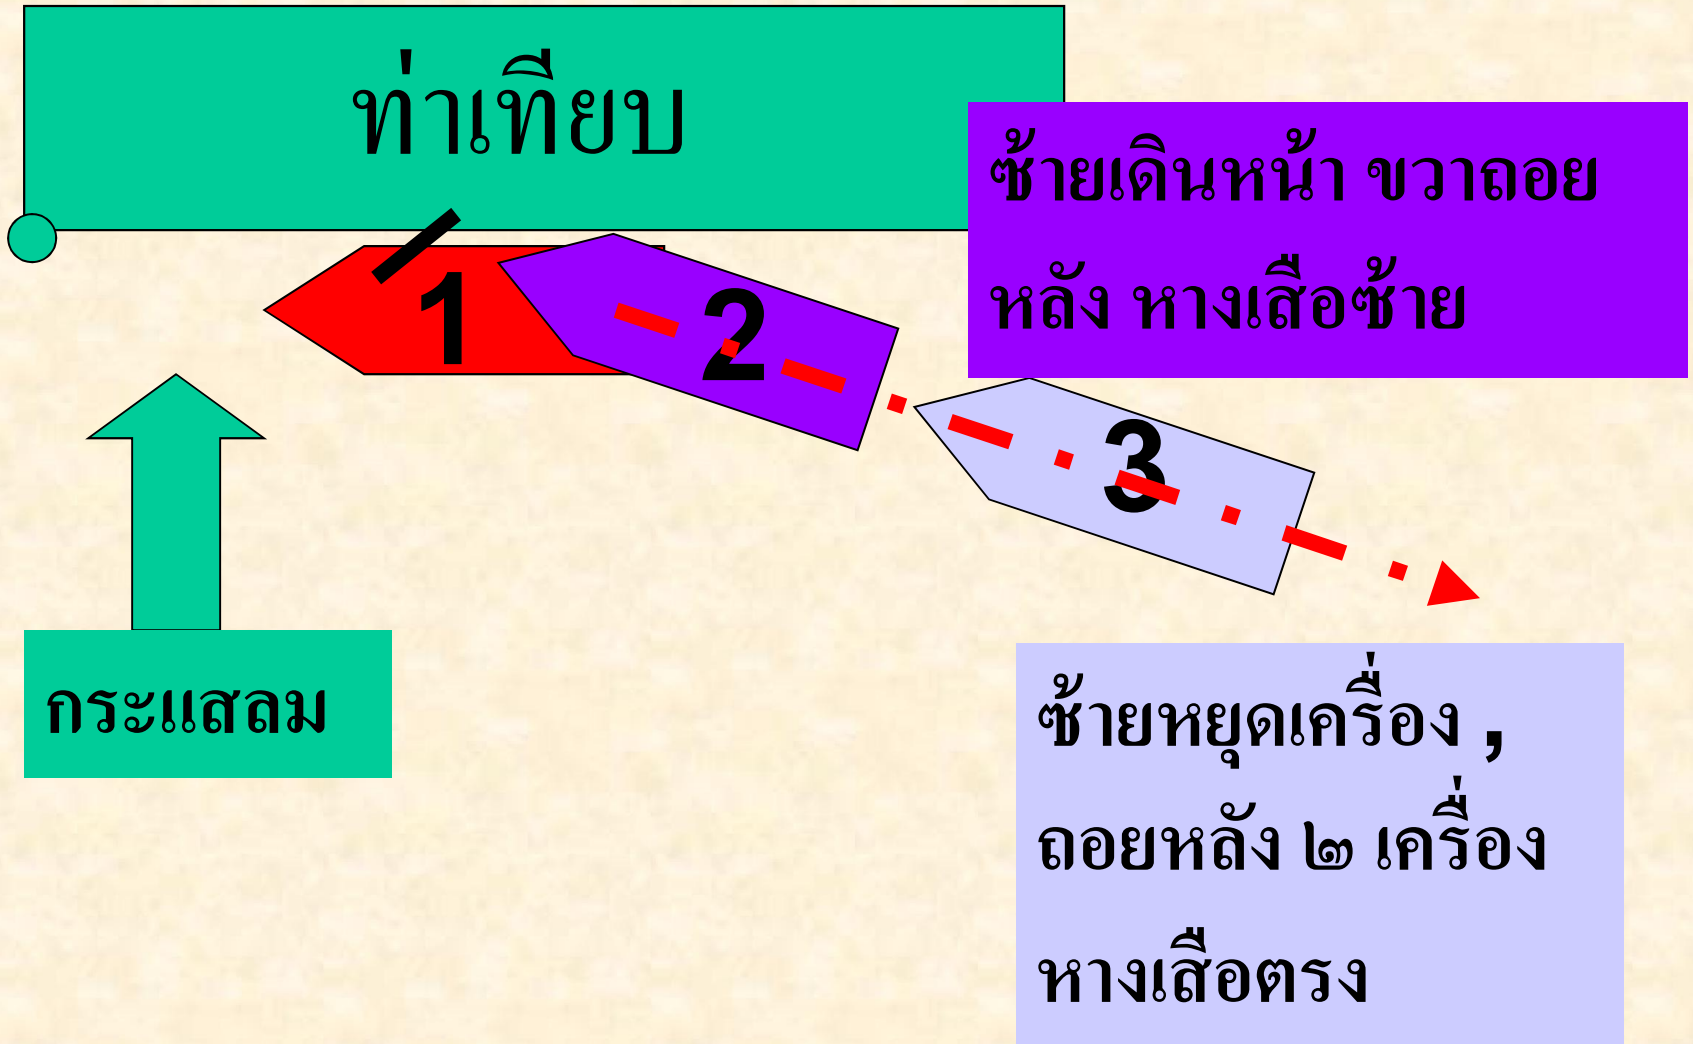 ท่าเทียบ
ซ้ายเดินหน้า ขวาถอย
หลัง หางเสือซ้าย
1
2
3
กระแสลม
ซ้ายหยุดเครื่อง ,
ถอยหลัง ๒ เครื่อง
หางเสือตรง